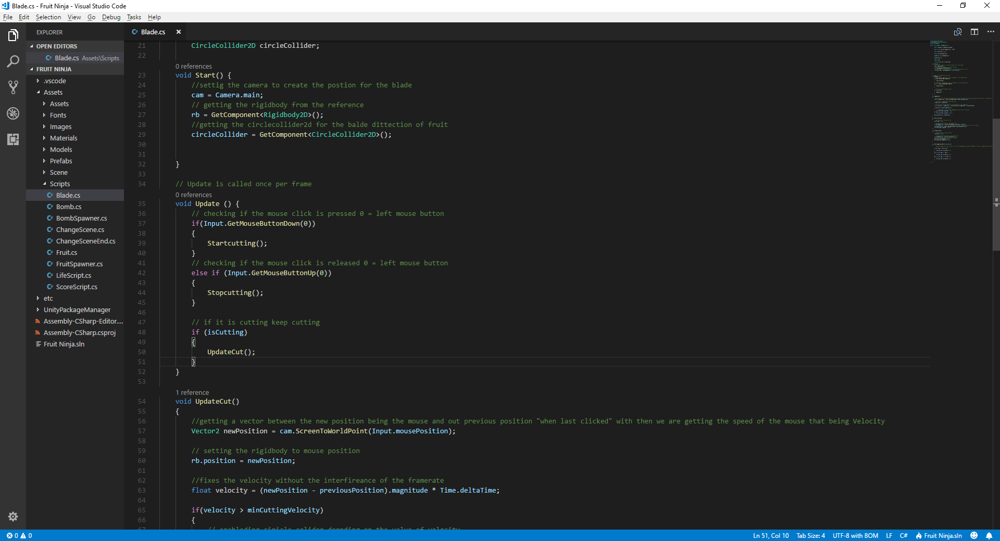 Blade.cs - Fruit Ninja - Visual Studio Code
File Edit Selection View Go Debug Tasks Help
EXPLORER
OPEN EDITORS
Blade.cs Assets\Scripts
FRUIT NINJA
.vscode
Assets
Assets
Fonts
Images
Materials
Models
Prefabs
Scene
Scripts
Blade.cs
Bomb.cs
BombSpawner.cs
ChangeScene.cs
ChangeSceneEnd.cs
Fruit.cs
FruitSpawner.cs
LifeScript.cs
ScoreScript.cs
etc
UnityPackageManager
Assembly-CSharp-Editor....
Assembly-CSharp.csproj
Fruit Ninja.sln
Blade.cs
21 CircleCollider2D circleCollider;
22
0 references
23 void Start() {
24 //settig the camera to create the postion for the blade
25 cam = Camera.main;
26 // getting the rigidbody from the reference
27 rb = GetComponent<Rigidbody2D>();
28 //getting the circlecollider2d for the balde dittection of fruit
29 circleCollider = GetComponent<CircleCollider2D>();
30
31
32 }
33
34 // Update is called once per frame
0 references
35 void Update () {
36 // checking if the mouse click is pressed 0 = left mouse button
37 if(Input.GetMouseButtonDown(0))
38 {
39 Startcutting();
40 }
41 // checking if the mouse click is released 0 = left mouse button
42 else if (Input.GetMouseButtonUp(0))
43 {
44 Stopcutting();
45 }
46
47 // if it is cutting keep cutting
48 if (isCutting)
49 {
50 UpdateCut();
51 }
52 }
53
1 reference
54 void UpdateCut()
55 {
56 //getting a vector between the new position being the mouse and out previous position "when last clicked" with then we are getting the speed of the mouse that being Velocity
57 Vector2 newPosition = cam.ScreenToWorldPoint(Input.mousePosition);
58
59 // setting the rigidbody to mouse position
60 rb.position = newPosition;
61
62 //fixes the velocity without the interfireance of the framerate
63 float velocity = (newPosition - previousPosition).magnitude * Time.deltaTime;
64
65 if(velocity > minCuttingVelocity)
66 {
0 0 Ln 51, Col 10 Tab Size: 4 UTF-8 with BOM LF C# Fruit Ninja.sln